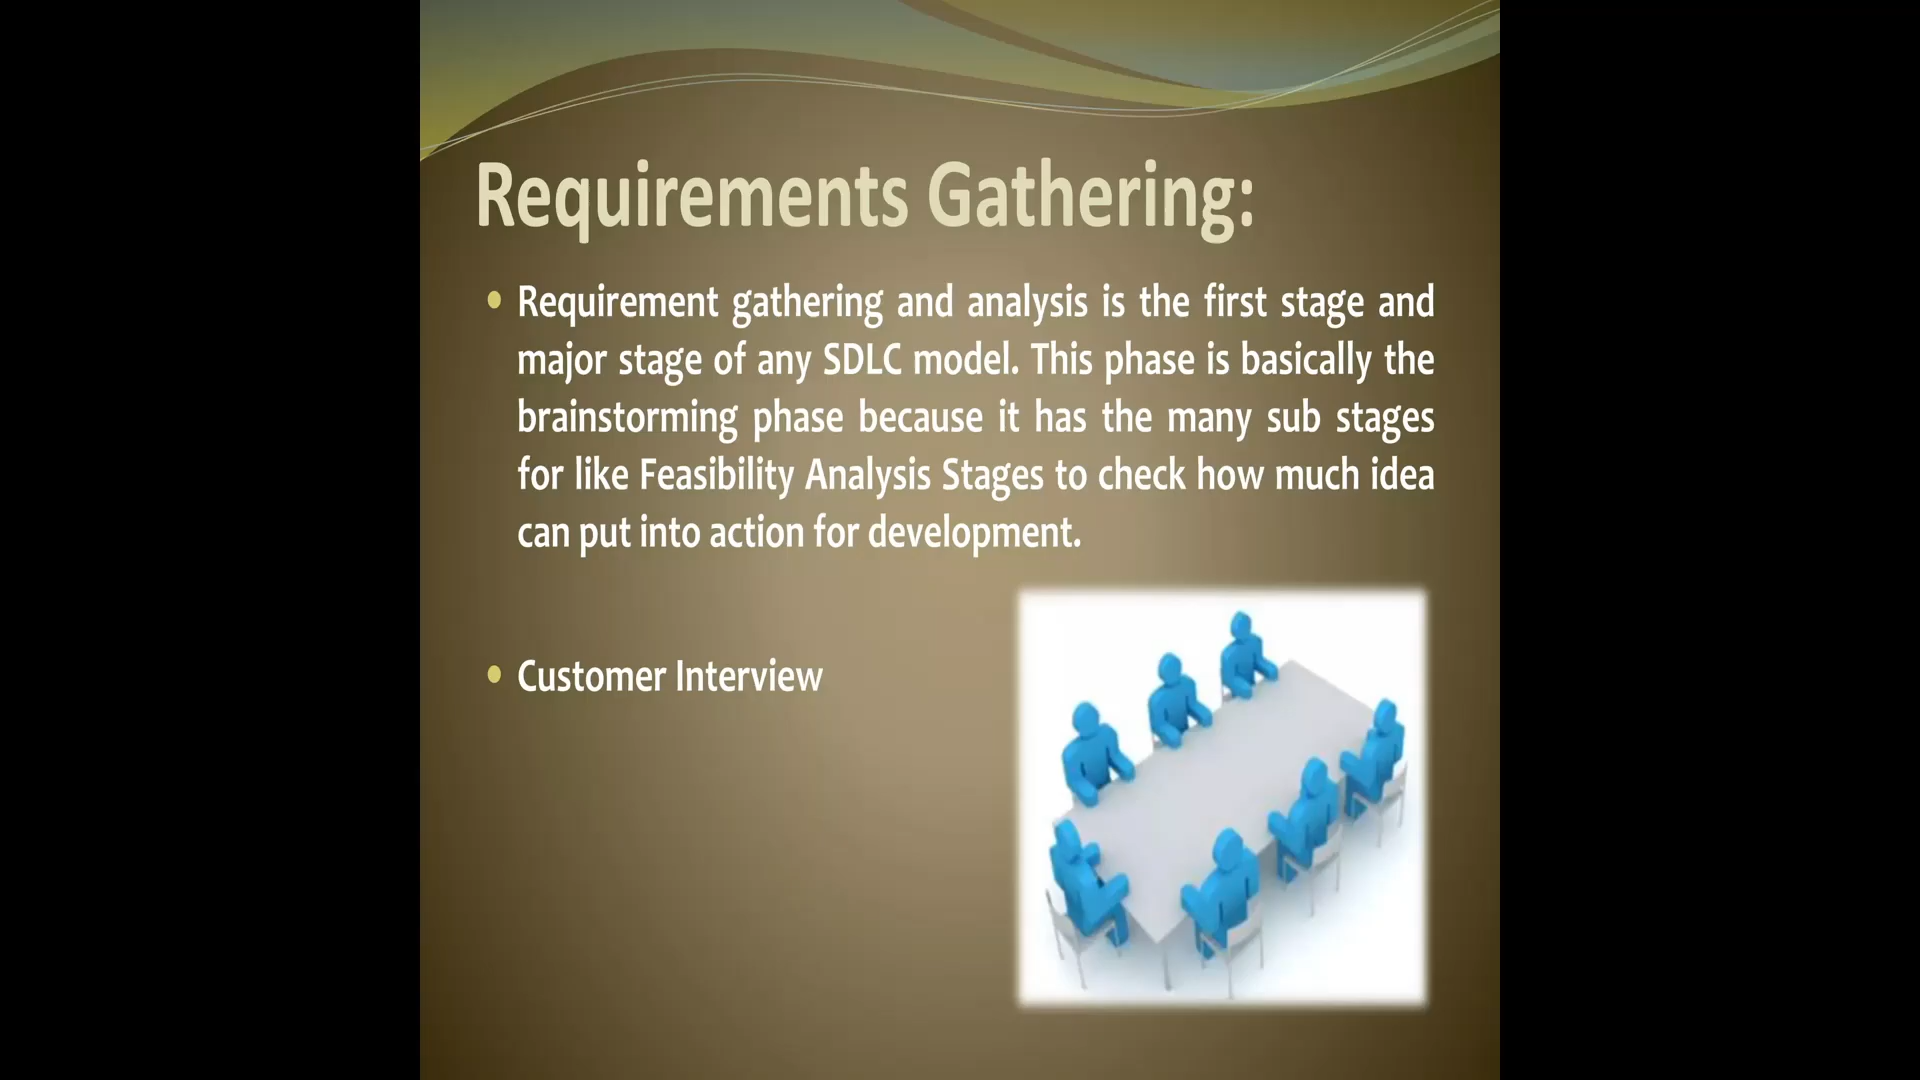 Requirements Gathering:
• Requirement gathering and analysis is the first stage and
major stage of any SDLC model. This phase is basically the
brainstorming phase because it has the many sub stages
for like Feasibility Analysis Stages to check how much idea
can put into action for development.
• Customer Interview